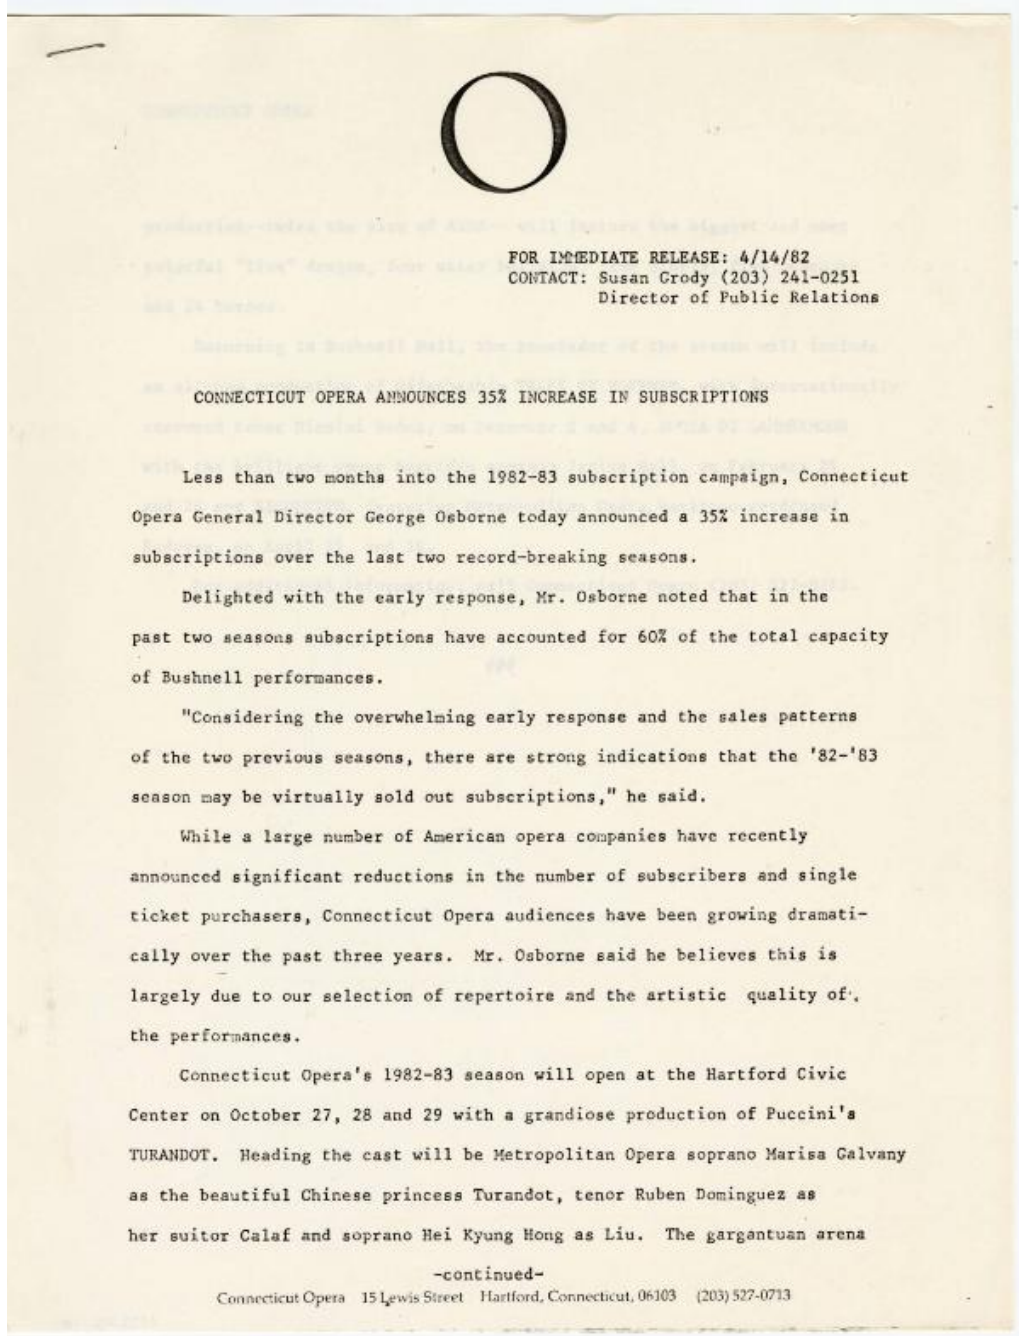 O
FOR IMMEDIATE RELEASE: 4/14/82
CONTACT: Susan Grody (203) 241-0251
Director of Public Relations
CONNECTICUT OPERA ANNOUNCES 35% INCREASE IN SUBSCRIPTIONS
Less than two months into the 1982-83 subscription campaign, Connecticut
Opera General Director George Osborne today announced a 35% increase in
subscriptions over the last two record-breaking seasons.
Delighted with the early response, Mr. Osborne noted that in the
past two seasons subscriptions have accounted for 60% of the total capacity
of Bushnell performances.
"Considering the overwhelming early response and the sales patterns
of the two previous seasons, there are strong indications that the '82-'83
season may be virtually sold out subscriptions," he said.
While a large number of American opera companies have recently
announced significant reductions in the number of subscribers and single
ticket purchasers, Connecticut Opera audiences have been growing dramati-
cally over the past three years. Mr. Osborne said he believes this is
largely due to our selection of repertoire and the artistic quality of
the performances.
Connecticut Opera's 1982-83 season will open at the Hartford Civic
Center on October 27, 28 and 29 with a grandiose production of Puccini's
TURANDOT. Heading the cast will be Metropolitan Opera soprano Marisa Galvany
as the beautiful Chinese princess Turandot, tenor Ruben Dominguez as
her suitor Calaf and soprano Hei Kyung Hong as Liu. The gargantuan arena
-continued-
Connecticut Opera 15 Lewis Street Hartford, Connecticut, 06103 (203) 527-0713